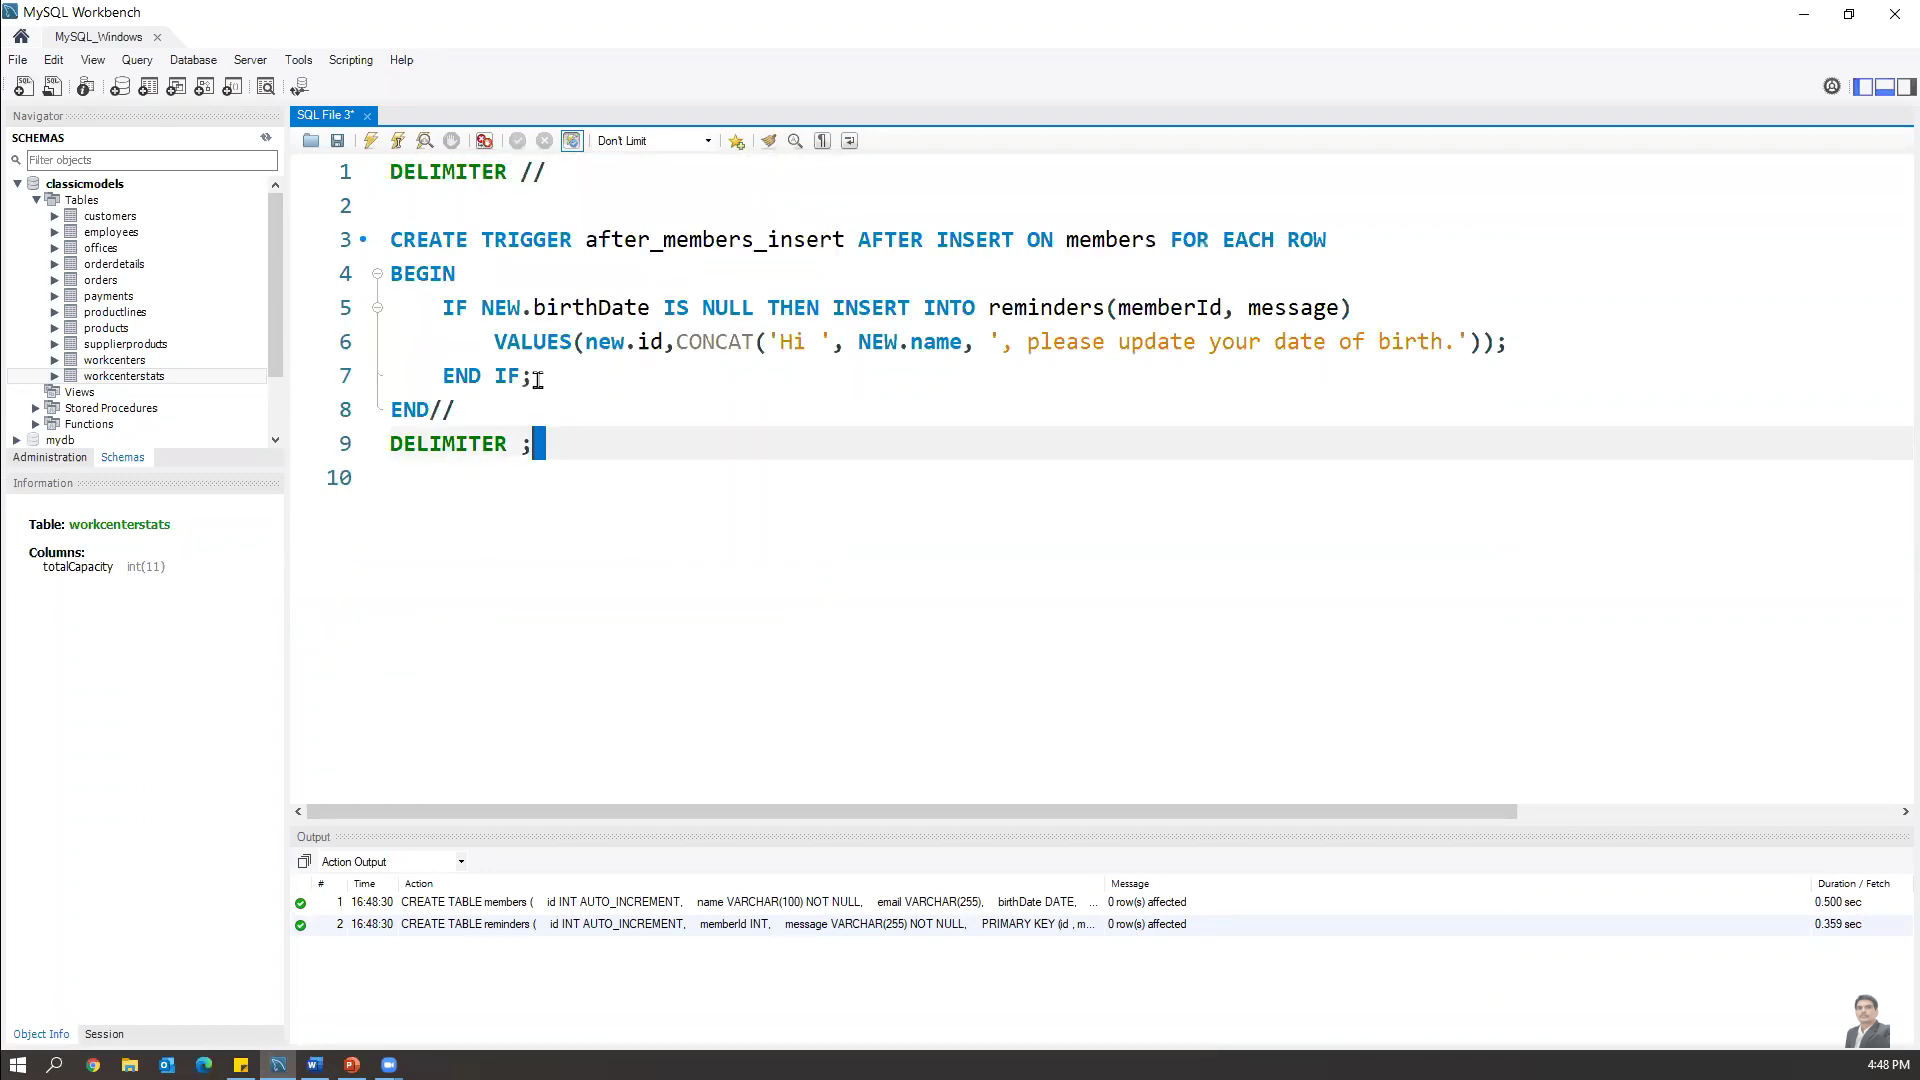 MySQL Workbench
MySQL_Windows
File Edit View Query Database Server Tools Scripting Help
Navigator
SCHEMAS
Filter objects
classicmodels
Tables
customers
employees
offices
orderdetails
orders
payments
productlines
products
supplierproducts
workcenters
workcenterstats
Views
Stored Procedures
Functions
mydb
Administration Schemas
Information
Table: workcenterstats
Columns:
totalCapacity int(11)
Object Info Session
SQL File 3*
Don't Limit
1 DELIMITER //
2
3 CREATE TRIGGER after_members_insert AFTER INSERT ON members FOR EACH ROW
4 BEGIN
5 IF NEW.birthDate IS NULL THEN INSERT INTO reminders(memberId, message)
6 VALUES(new.id,CONCAT('Hi ', NEW.name, ', please update your date of birth.'));
7 END IF;
8 END//
9 DELIMITER ;
10
Output
Action Output
# Time Action Message Duration / Fetch
1 16:48:30 CREATE TABLE members ( id INT AUTO_INCREMENT, name VARCHAR(100) NOT NULL, email VARCHAR(255), birthDate DATE, ... 0 row(s) affected 0.500 sec
2 16:48:30 CREATE TABLE reminders ( id INT AUTO_INCREMENT, memberId INT, message VARCHAR(255) NOT NULL, PRIMARY KEY (id , m... 0 row(s) affected 0.359 sec
4:48 PM